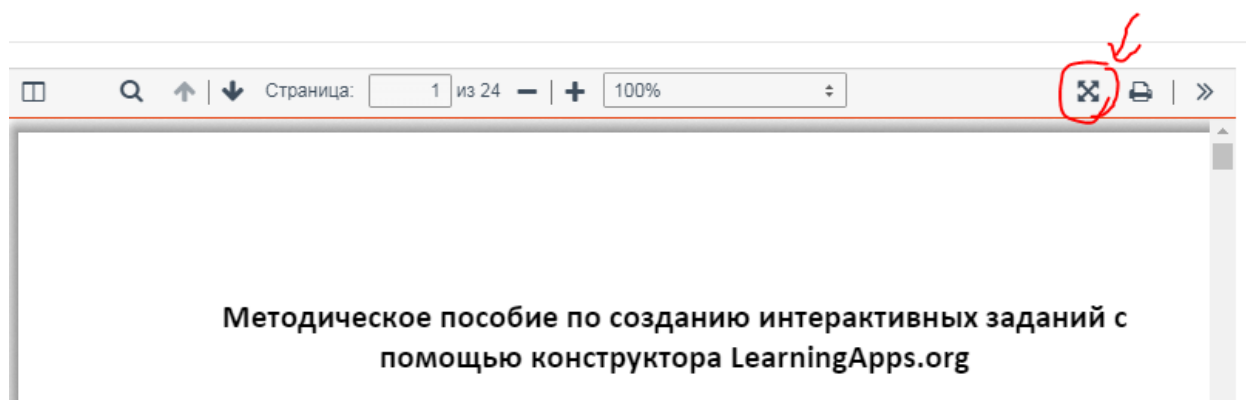 Страница: 1 из 24 100%
Методическое пособие по созданию интерактивных заданий с
помощью конструктора LearningApps.org